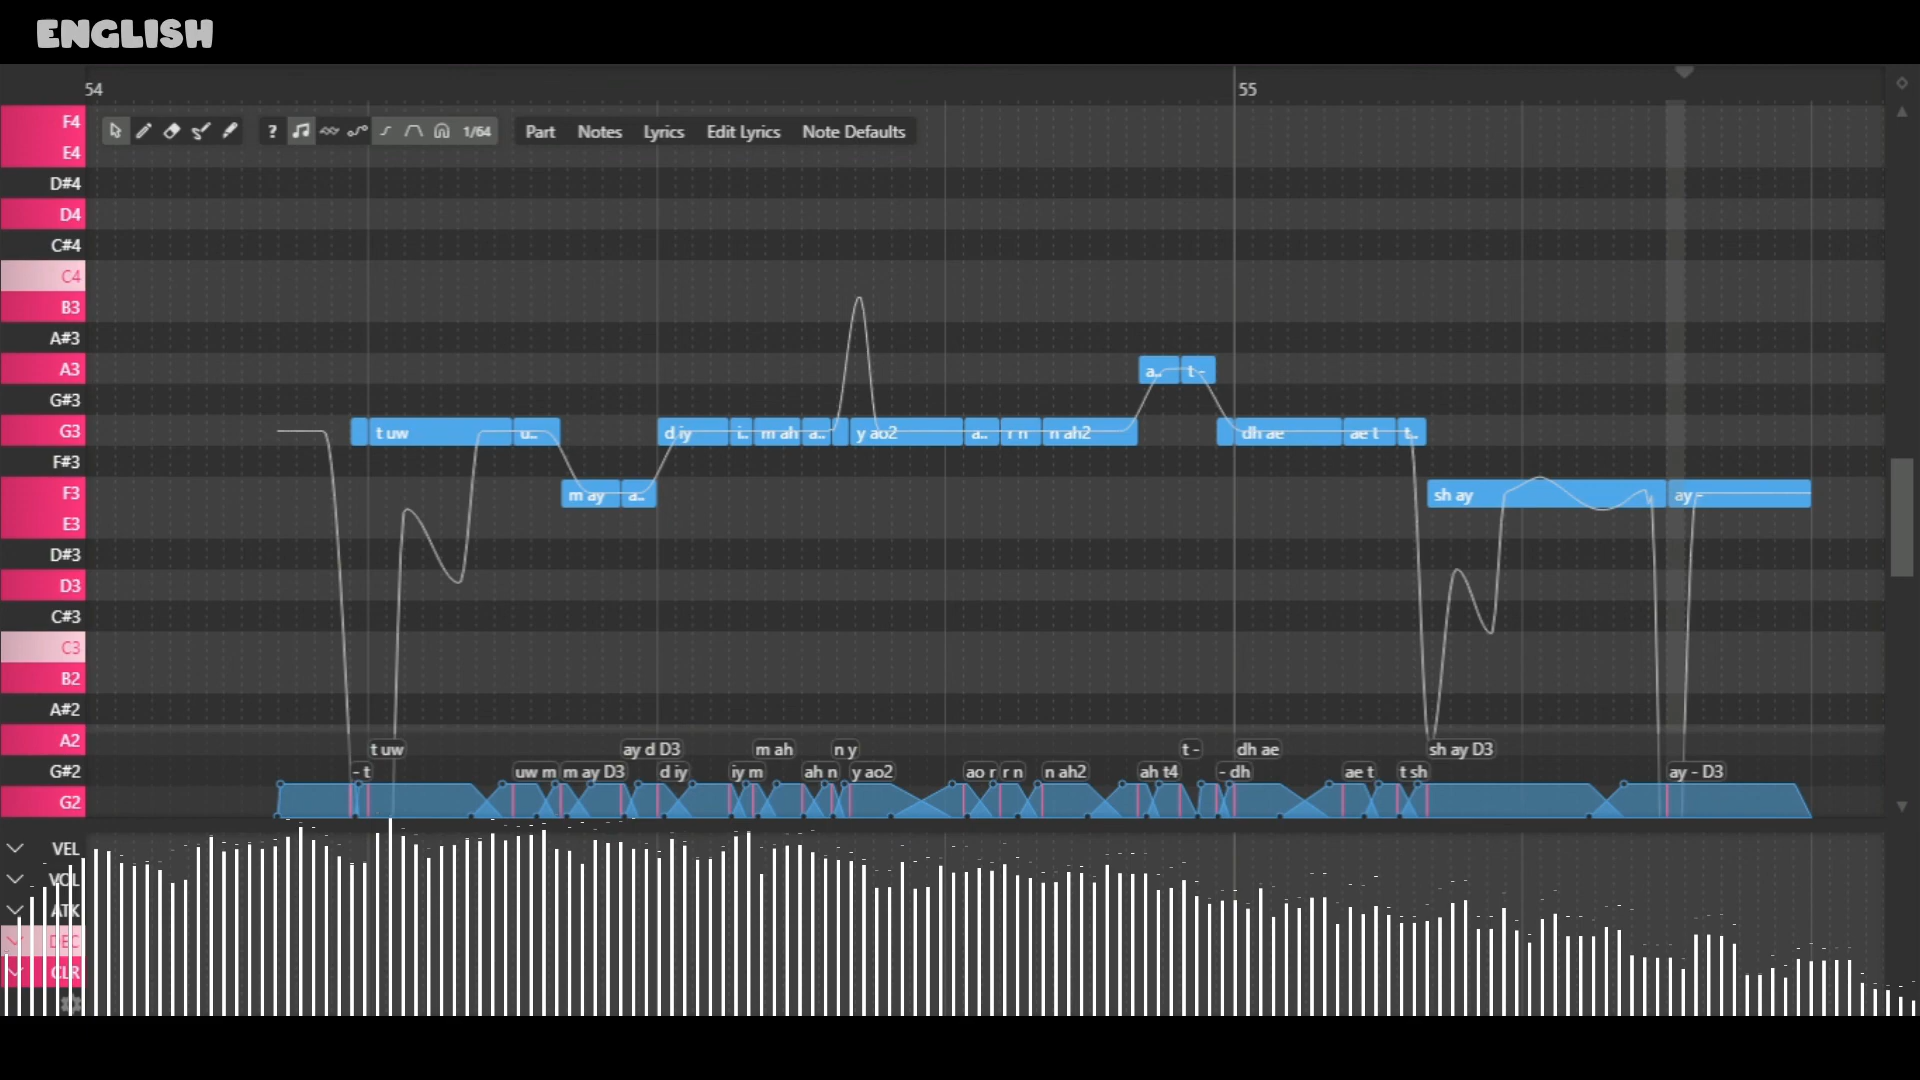 ENGLISH
54 55
F4
? 1/64 Part Notes Lyrics Edit Lyrics Note Defaults
E4
D#4
D4
C#4
C4
B3
A#3
A3 a.. t -
G#3
G3 t uw u.. d iy i.. m ah a.. y ao2 a.. r n n ah2 dh ae ae t t..
F#3
F3 m ay a.. sh ay ay -
E3
D#3
D3
C#3
C3
B2
A#2
A2 t uw ay d D3 m ah n y t - dh ae sh ay D3
G#2 - t uw m m ay D3 d iy iy m ah n y ao2 ao r r n n ah2 ah t4 - dh ae t t sh ay - D3
G2
VEL
VOL
ATK
DEC
CLR